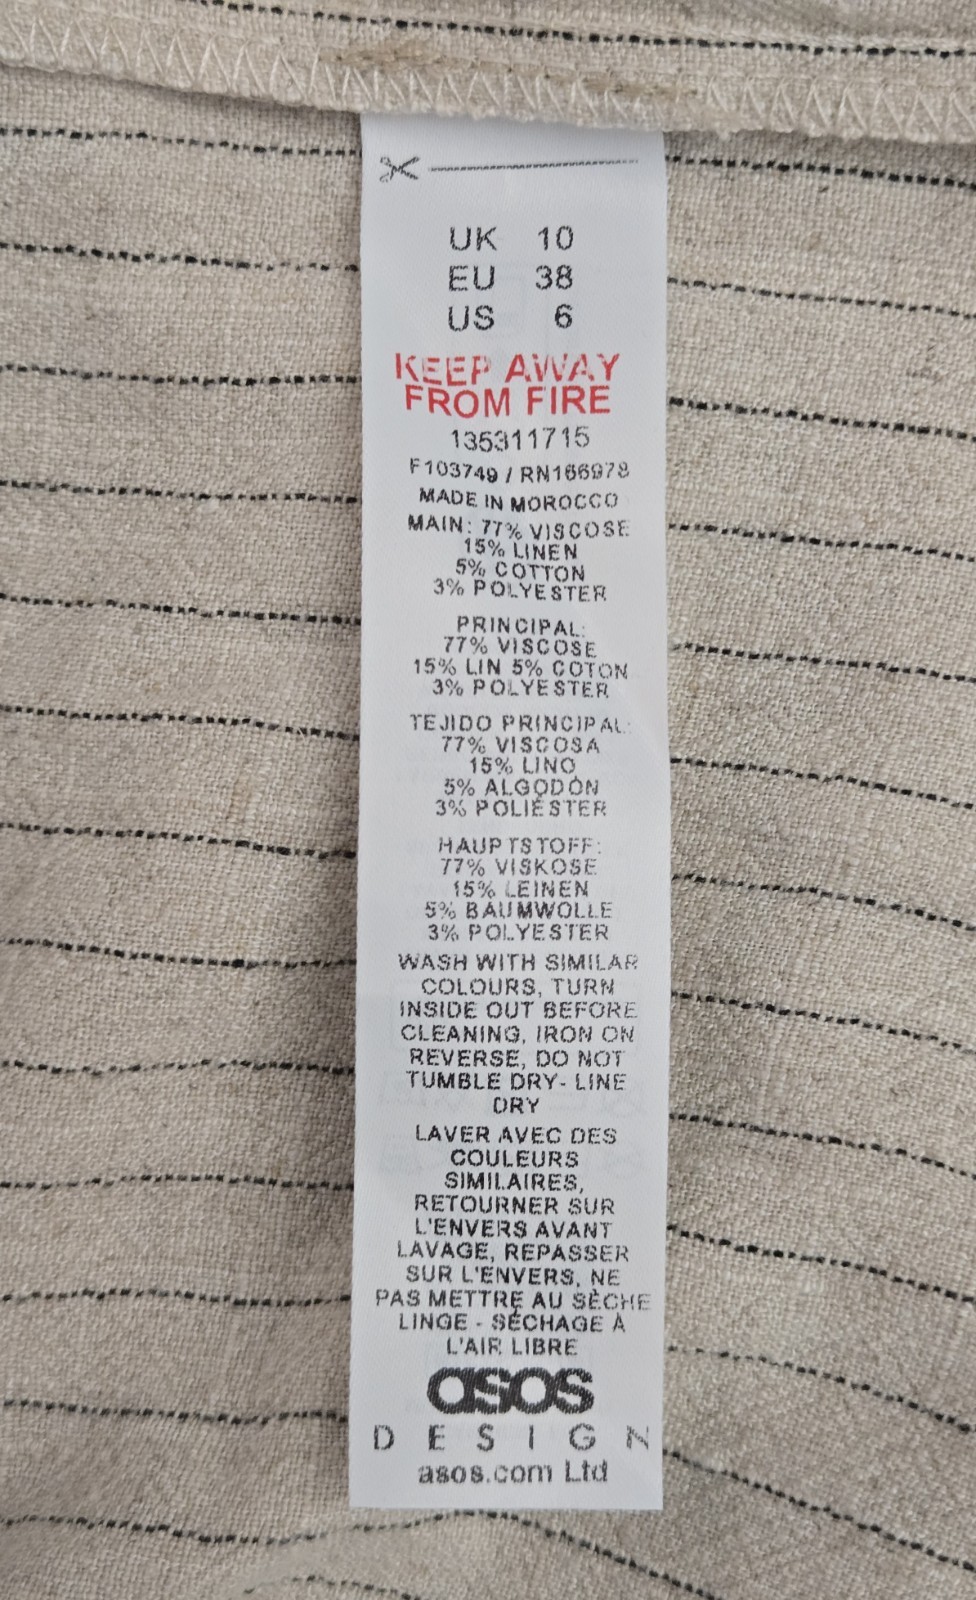 UK 10
EU 38
US 6
KEEP AWAY
FROM FIRE
135311715
F103749 / RN166978
MADE IN MOROCCO
MAIN: 77% VISCOSE
15% LINEN
5% COTTON
3% POLYESTER
PRINCIPAL:
77% VISCOSE
15% LIN 5% COTON
3% POLYESTER
TEJIDO PRINCIPAL:
77% VISCOSA
15% LINO
5% ALGODÓN
3% POLIÉSTER
HAUPTSTOFF:
77% VISKOSE
15% LEINEN
5% BAUMWOLLE
3% POLYESTER
WASH WITH SIMILAR
COLOURS, TURN
INSIDE OUT BEFORE
CLEANING, IRON ON
REVERSE, DO NOT
TUMBLE DRY- LINE
DRY
LAVER AVEC DES
COULEURS
SIMILAIRES,
RETOURNER SUR
L'ENVERS AVANT
LAVAGE, REPASSER
SUR L'ENVERS, NE
PAS METTRE AU SÈCHE
LINGE - SÉCHAGE À
L'AIR LIBRE
asos
DESIGN
asos.com Ltd